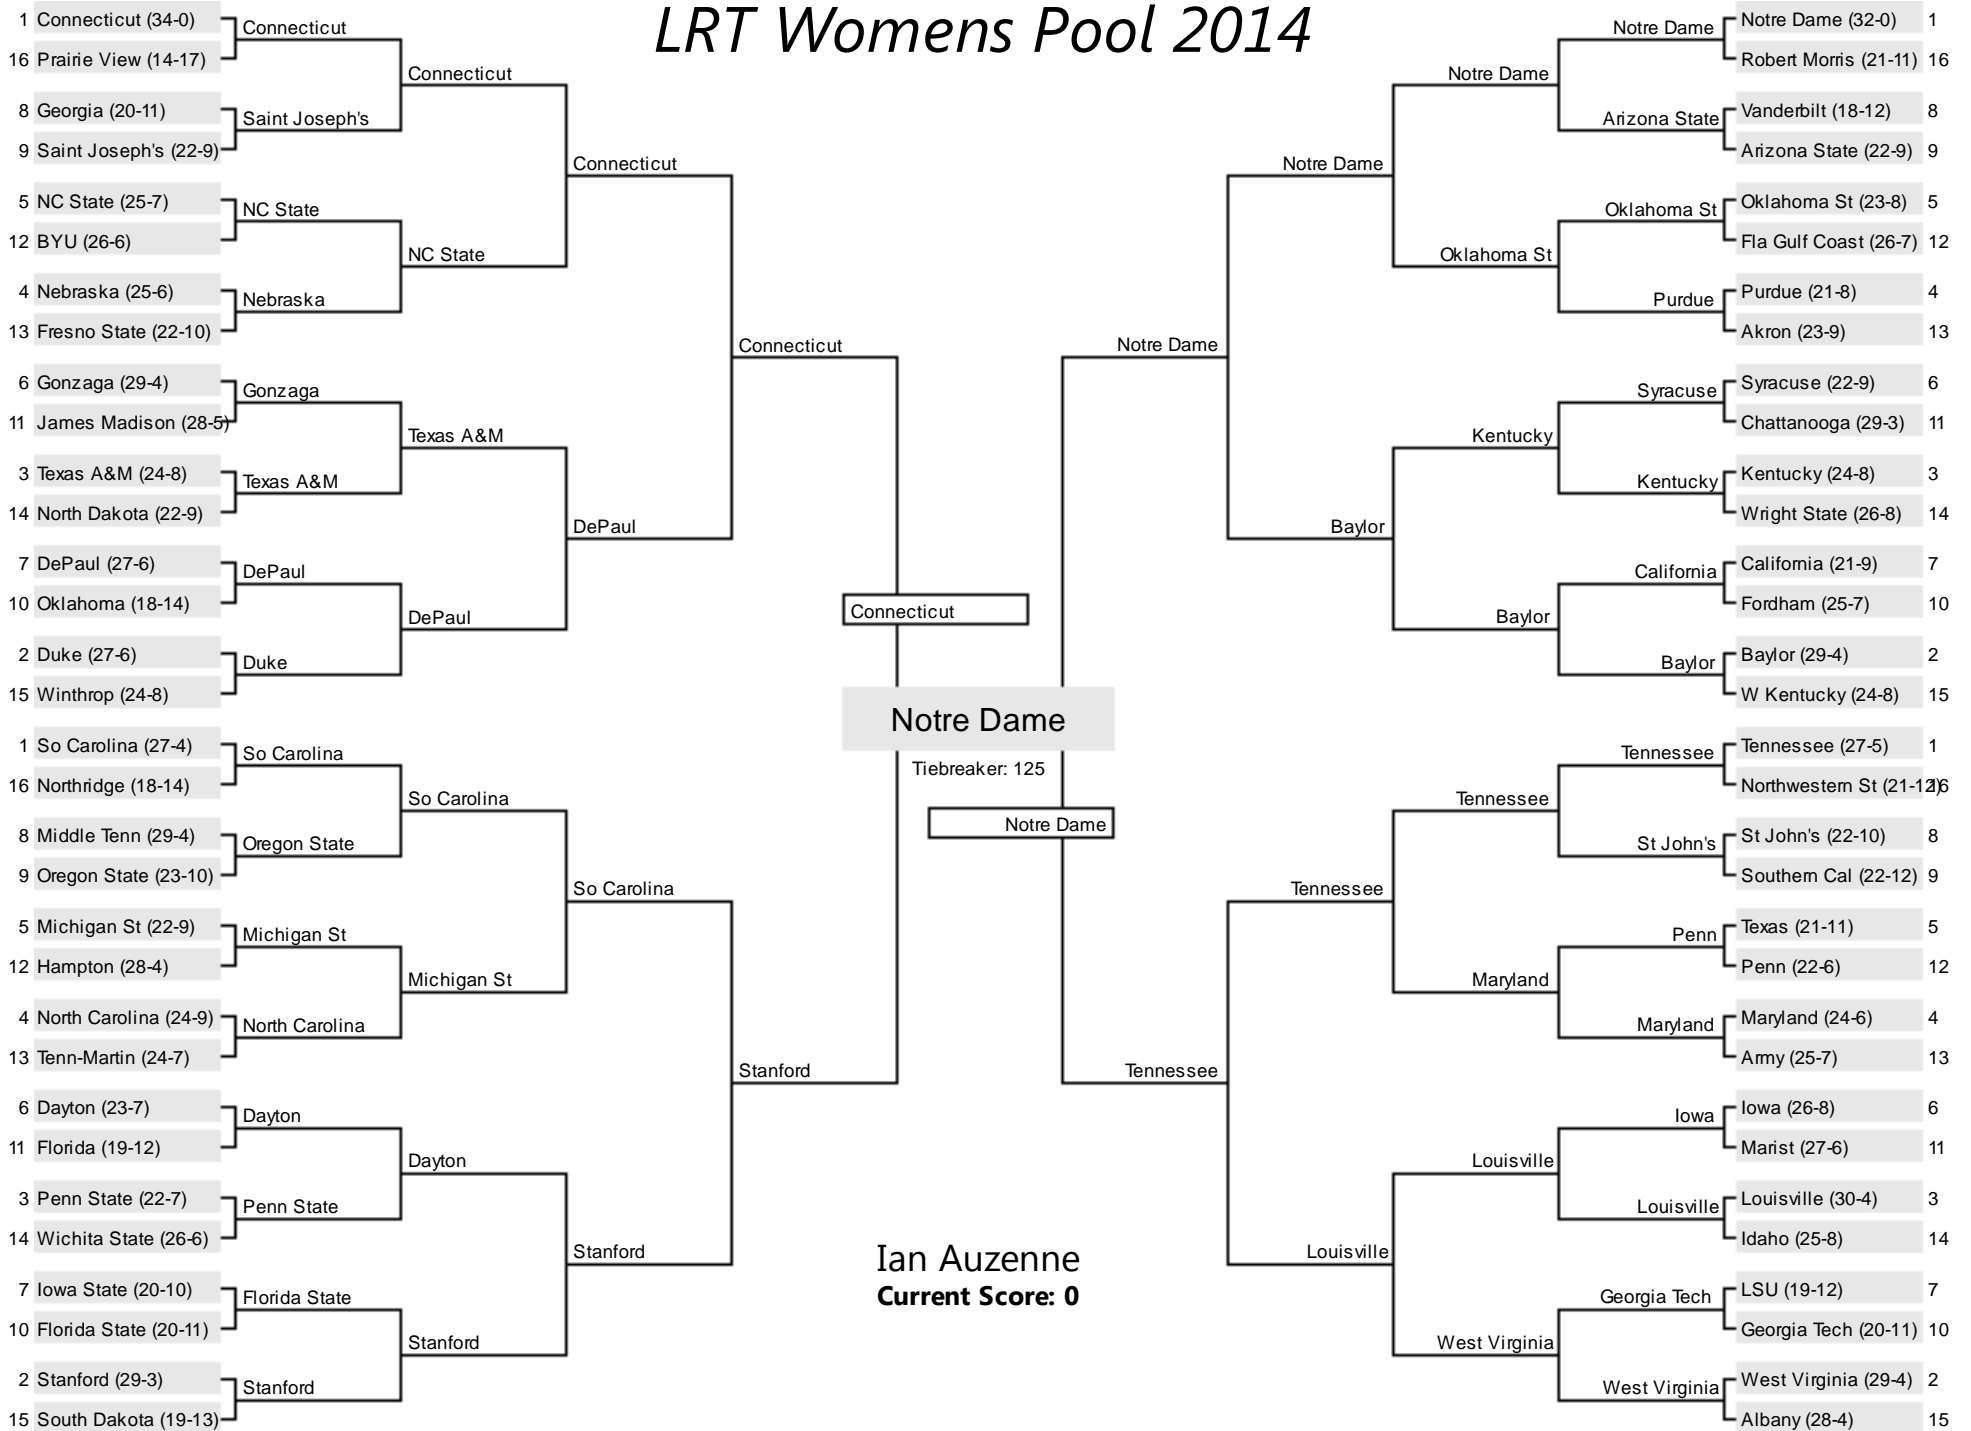 LRT Womens Pool 2014
1 Connecticut (34-0)
16 Prairie View (14-17)
8 Georgia (20-11)
9 Saint Joseph's (22-9)
5 NC State (25-7)
12 BYU (26-6)
4 Nebraska (25-6)
13 Fresno State (22-10)
6 Gonzaga (29-4)
11 James Madison (28-5)
3 Texas A&M (24-8)
14 North Dakota (22-9)
7 DePaul (27-6)
10 Oklahoma (18-14)
2 Duke (27-6)
15 Winthrop (24-8)
1 So Carolina (27-4)
16 Northridge (18-14)
8 Middle Tenn (29-4)
9 Oregon State (23-10)
5 Michigan St (22-9)
12 Hampton (28-4)
4 North Carolina (24-9)
13 Tenn-Martin (24-7)
6 Dayton (23-7)
11 Florida (19-12)
3 Penn State (22-7)
14 Wichita State (26-6)
7 Iowa State (20-10)
10 Florida State (20-11)
2 Stanford (29-3)
15 South Dakota (19-13)
Connecticut
Saint Joseph's
NC State
Nebraska
Gonzaga
Texas A&M
DePaul
Duke
So Carolina
Oregon State
Michigan St
North Carolina
Dayton
Penn State
Florida State
Stanford
Connecticut
NC State
Texas A&M
DePaul
So Carolina
Michigan St
Dayton
Stanford
Connecticut
DePaul
So Carolina
Stanford
Connecticut
Stanford
Connecticut
Notre Dame
Tiebreaker: 125
Notre Dame
Ian Auzenne
Current Score: 0
Notre Dame
Tennessee
Notre Dame
Baylor
Tennessee
Louisville
Notre Dame
Oklahoma St
Kentucky
Baylor
Tennessee
Maryland
Louisville
West Virginia
Notre Dame
Arizona State
Oklahoma St
Purdue
Syracuse
Kentucky
California
Baylor
Tennessee
St John's
Penn
Maryland
Iowa
Louisville
Georgia Tech
West Virginia
Notre Dame (32-0) 1
Robert Morris (21-11) 16
Vanderbilt (18-12) 8
Arizona State (22-9) 9
Oklahoma St (23-8) 5
Fla Gulf Coast (26-7) 12
Purdue (21-8) 4
Akron (23-9) 13
Syracuse (22-9) 6
Chattanooga (29-3) 11
Kentucky (24-8) 3
Wright State (26-8) 14
California (21-9) 7
Fordham (25-7) 10
Baylor (29-4) 2
W Kentucky (24-8) 15
Tennessee (27-5) 1
Northwestern St (21-12) 16
St John's (22-10) 8
Southern Cal (22-12) 9
Texas (21-11) 5
Penn (22-6) 12
Maryland (24-6) 4
Army (25-7) 13
Iowa (26-8) 6
Marist (27-6) 11
Louisville (30-4) 3
Idaho (25-8) 14
LSU (19-12) 7
Georgia Tech (20-11) 10
West Virginia (29-4) 2
Albany (28-4) 15